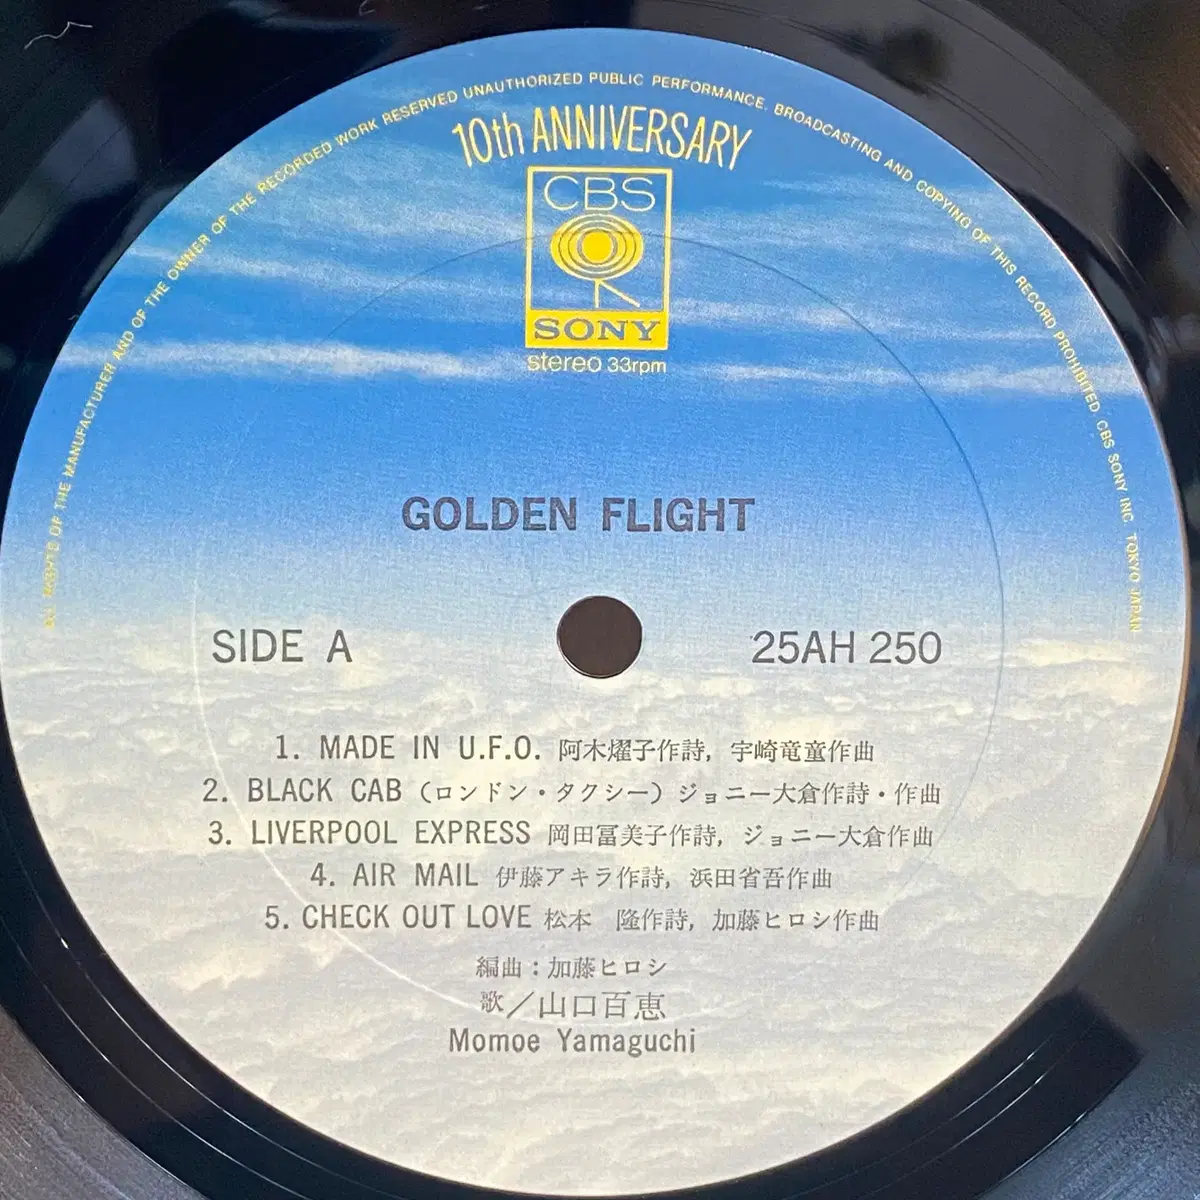 ALL RIGHTS OF THE MANUFACTURER AND OF THE OWNER OF THE RECORDED WORK RESERVED UNAUTHORIZED PUBLIC PERFORMANCE. BROADCASTING AND COPYING OF THIS RECORD PROHIBITED. CBS SONY INC. TOKYO JAPAN
10th ANNIVERSARY
CBS
SONY
stereo 33rpm
GOLDEN FLIGHT
SIDE A
25AH 250
1. MADE IN U.F.O. 阿木燿子作詩, 宇崎竜童作曲
2. BLACK CAB (ロンドン・タクシー) ジョニー大倉作詩・作曲
3. LIVERPOOL EXPRESS 岡田冨美子作詩, ジョニー大倉作曲
4. AIR MAIL 伊藤アキラ作詩, 浜田省吾作曲
5. CHECK OUT LOVE 松本　隆作詩, 加藤ヒロシ作曲
編曲：加藤ヒロシ
歌／山口百恵
Momoe Yamaguchi